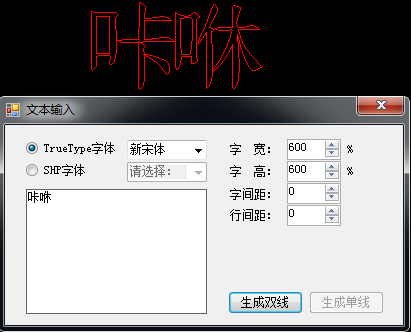 咔咻
文本输入
TrueType字体 新宋体 字 宽: 600 %
SHP字体 请选择: 字 高: 600 %
咔咻 字间距: 0
行间距: 0
生成双线 生成单线